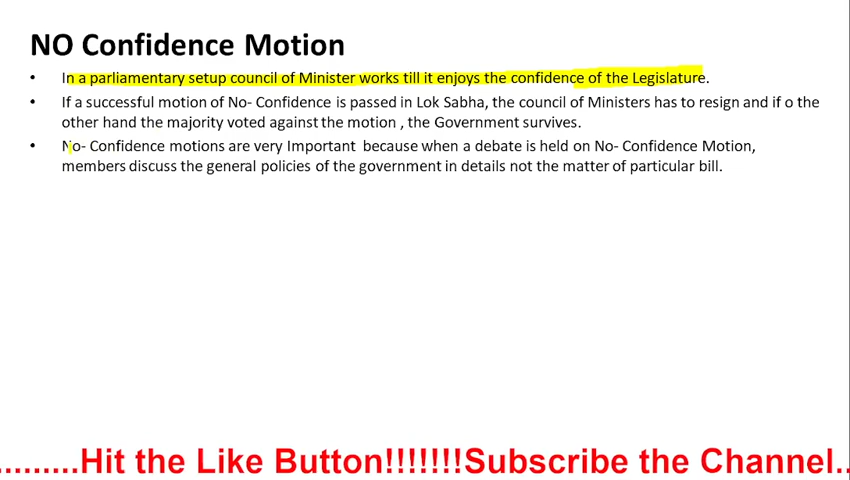 NO Confidence Motion
• In a parliamentary setup council of Minister works till it enjoys the confidence of the Legislature.
• If a successful motion of No- Confidence is passed in Lok Sabha, the council of Ministers has to resign and if o the
other hand the majority voted against the motion , the Government survives.
• No- Confidence motions are very Important because when a debate is held on No- Confidence Motion,
members discuss the general policies of the government in details not the matter of particular bill.
.........Hit the Like Button!!!!!!!Subscribe the Channel..